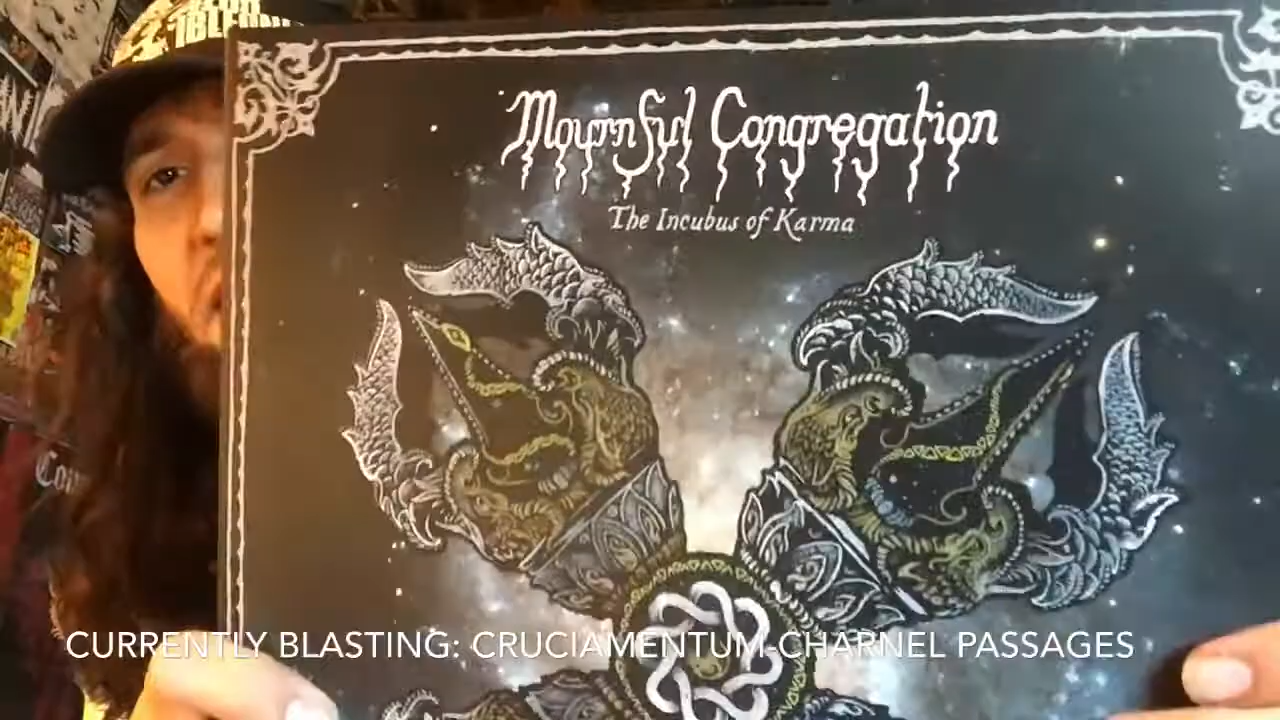 Mournful Congregation
The Incubus of Karma
CURRENTLY BLASTING: CRUCIAMENTUM-CHARNEL PASSAGES